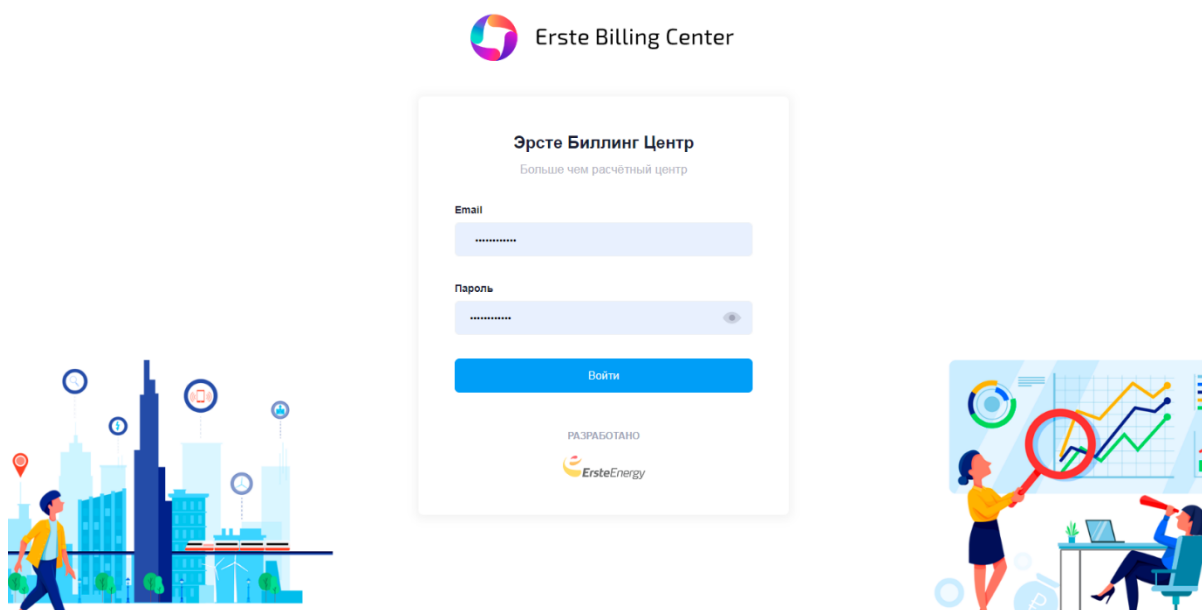 Erste Billing Center
Эрсте Биллинг Центр
Больше чем расчётный центр
Email
••••••••••••
Пароль
••••••••••••
Войти
РАЗРАБОТАНО
ErsteEnergy